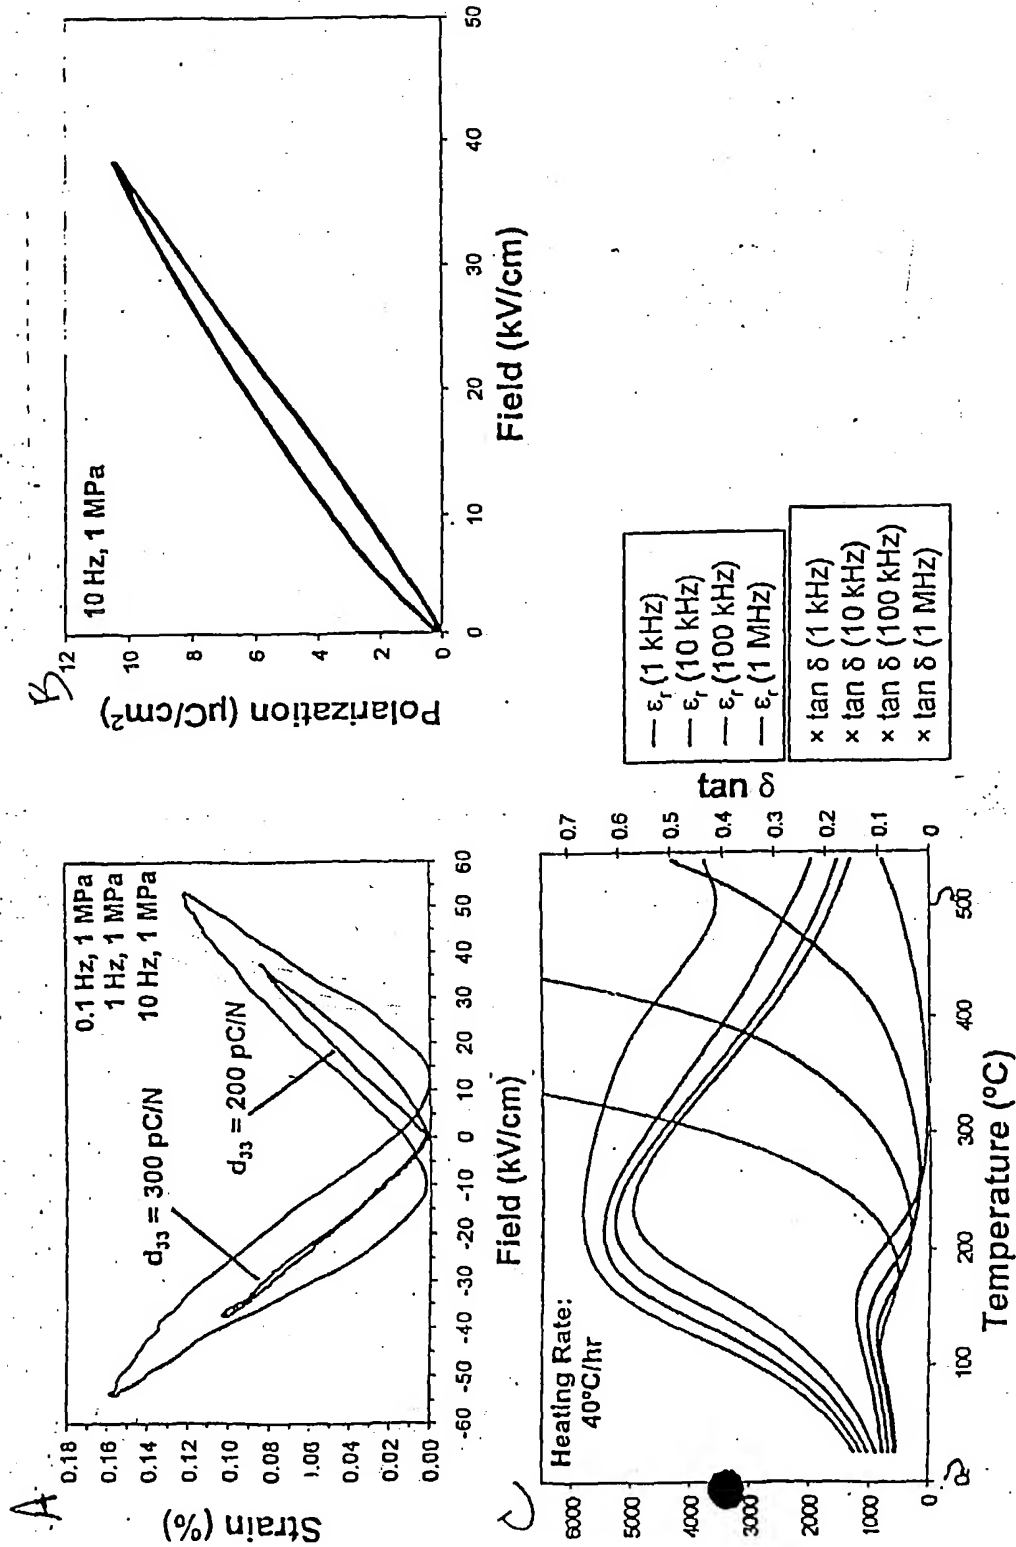 A
Strain (%)
0.18
0.16
0.14
0.12
0.10
0.08
0.06
0.04
0.02
0.00
-60 -50 -40 -30 -20 -10 0 10 20 30 40 50 60
Field (kV/cm)
d33 = 300 pC/N
d33 = 200 pC/N
0.1 Hz, 1 MPa
1 Hz, 1 MPa
10 Hz, 1 MPa
B
Polarization (μC/cm²)
12
10
8
6
4
2
0
0 10 20 30 40 50
Field (kV/cm)
10 Hz, 1 MPa
C
Heating Rate:
40°C/hr
6000
5000
4000
3000
2000
1000
0
0 100 200 300 400 500
Temperature (°C)
tan δ
0.7
0.6
0.5
0.4
0.3
0.2
0.1
0
— εr (1 kHz)
— εr (10 kHz)
— εr (100 kHz)
— εr (1 MHz)
× tan δ (1 kHz)
× tan δ (10 kHz)
× tan δ (100 kHz)
× tan δ (1 MHz)